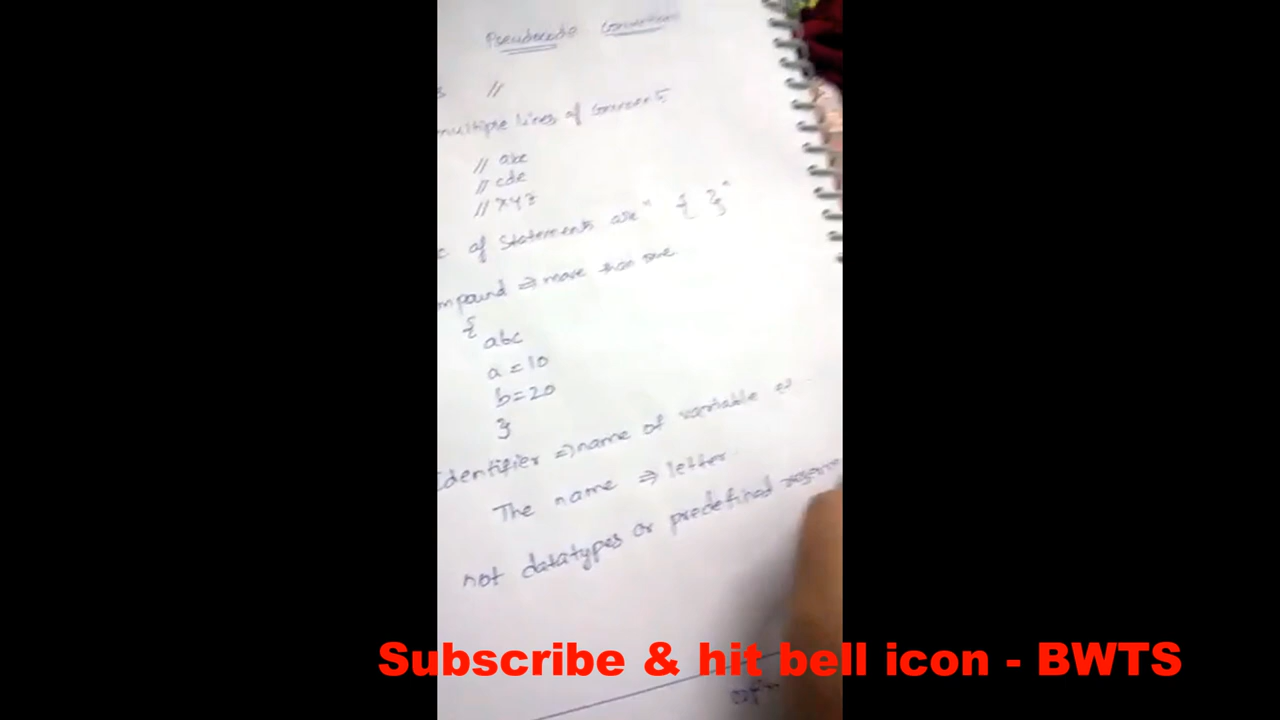 Pseudocode Conventions
//
multiple Lines of Comments
// abc
// cde
// xyz
of Statements are " { } "
mpound ⇒ more than one
{
abc
a = 10
b = 20
}
Identifier ⇒ name of variable
The name ⇒ letter
not datatypes or predefined reserve
Subscribe & hit bell icon - BWTS